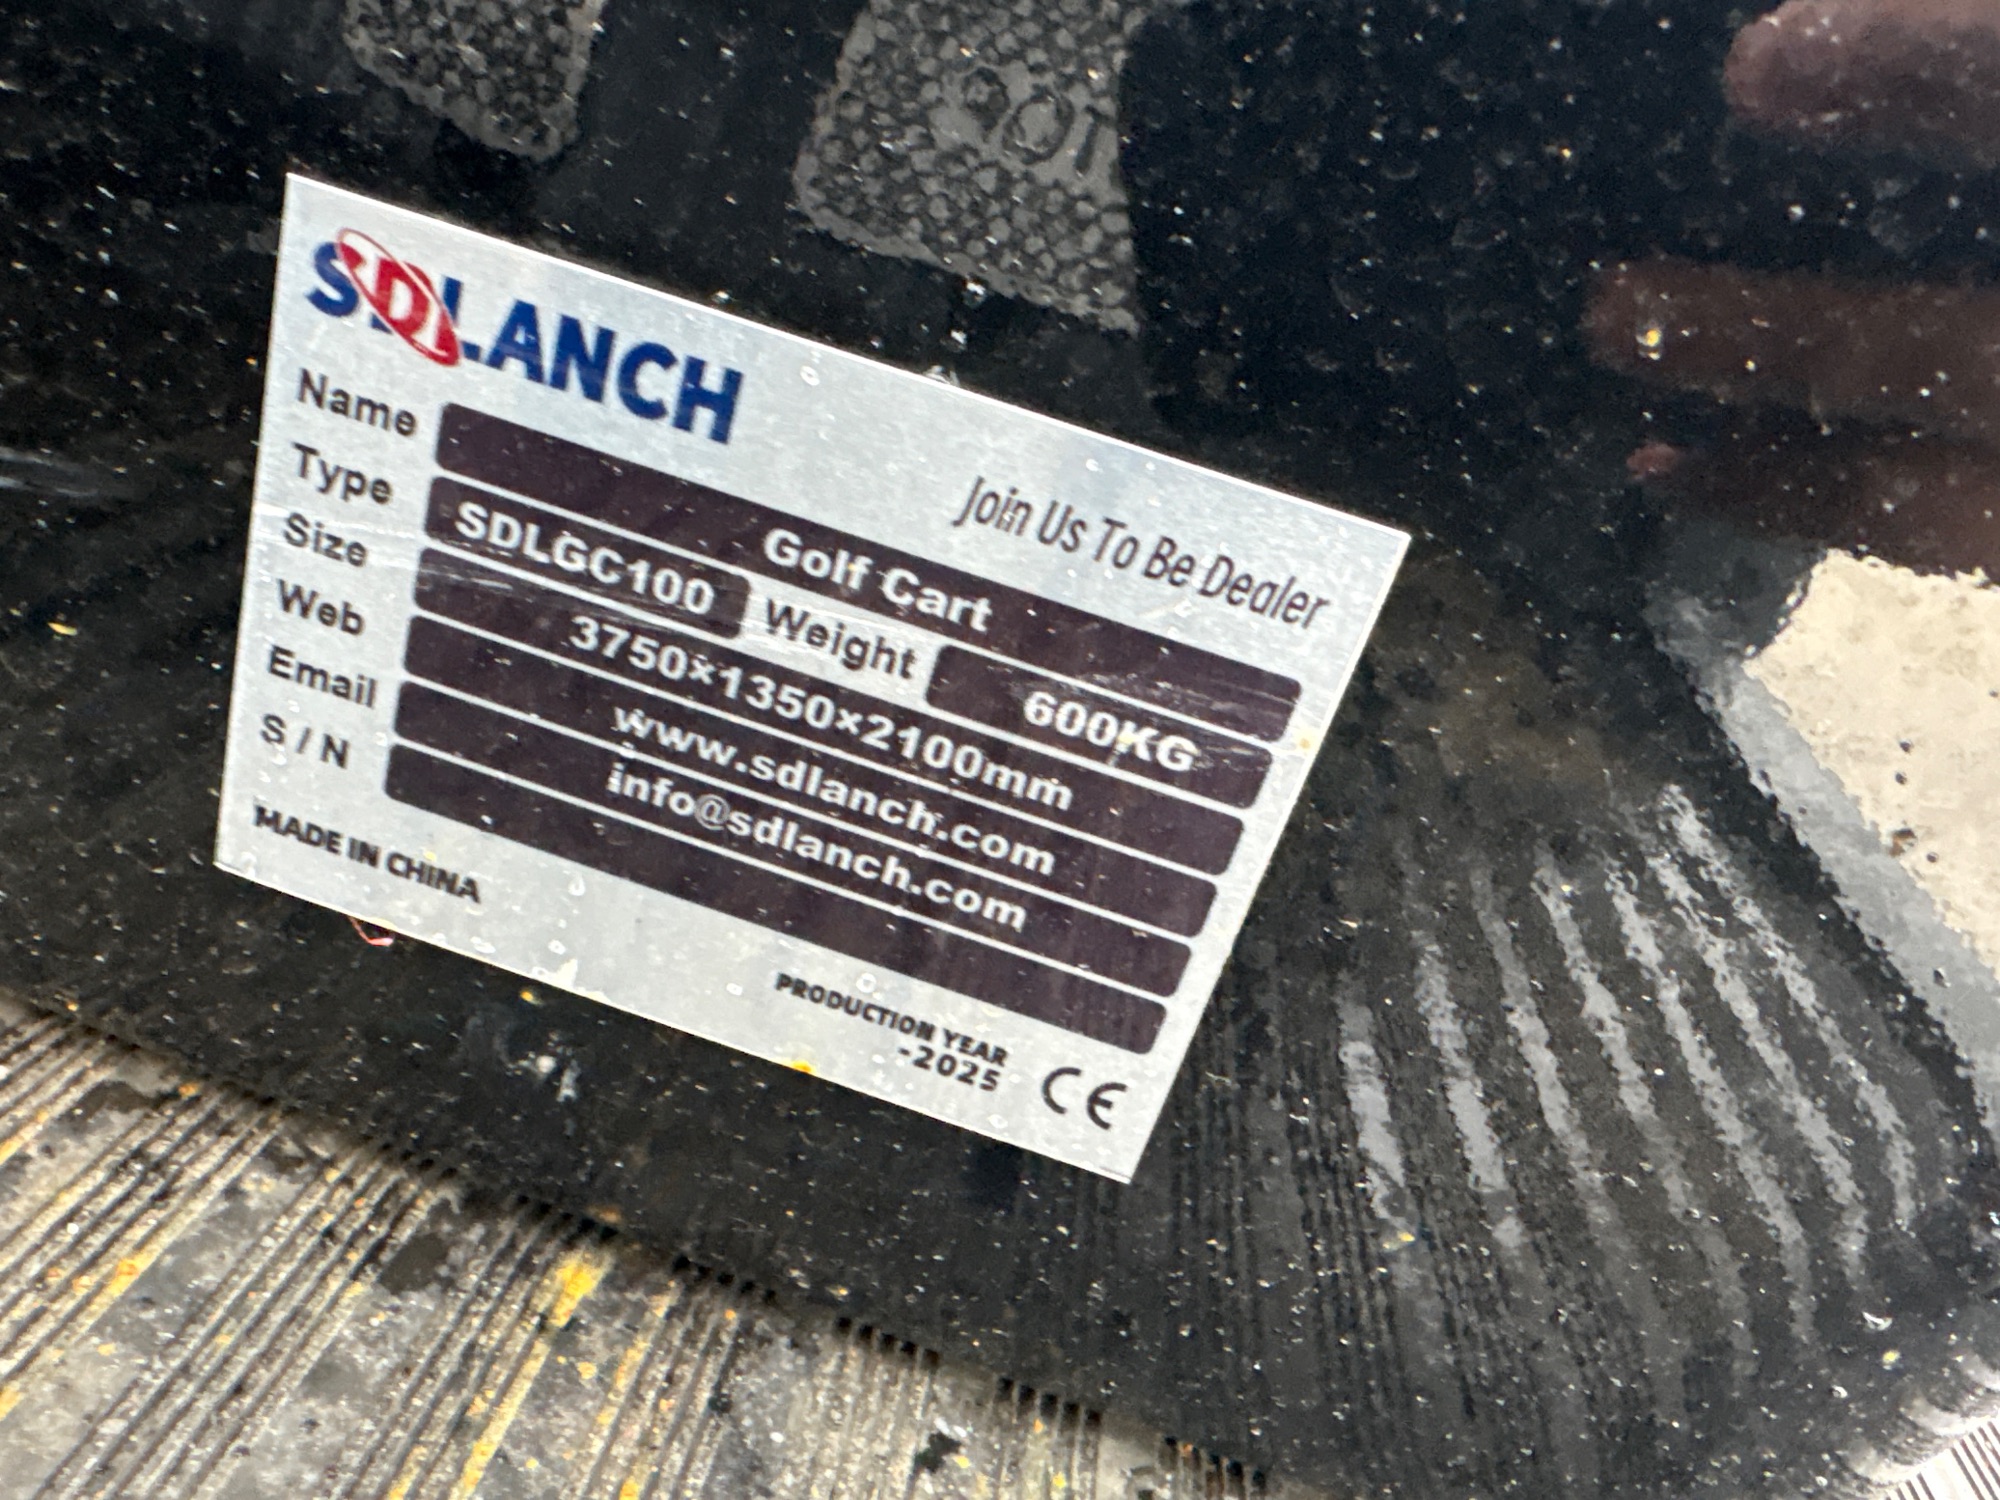 SDLANCH
Join Us To Be Dealer
Name Golf Cart
Type SDLGC100 Weight 600KG
Size 3750×1350×2100mm
Web www.sdlanch.com
Email info@sdlanch.com
S / N
MADE IN CHINA
PRODUCTION YEAR
-2025
CE